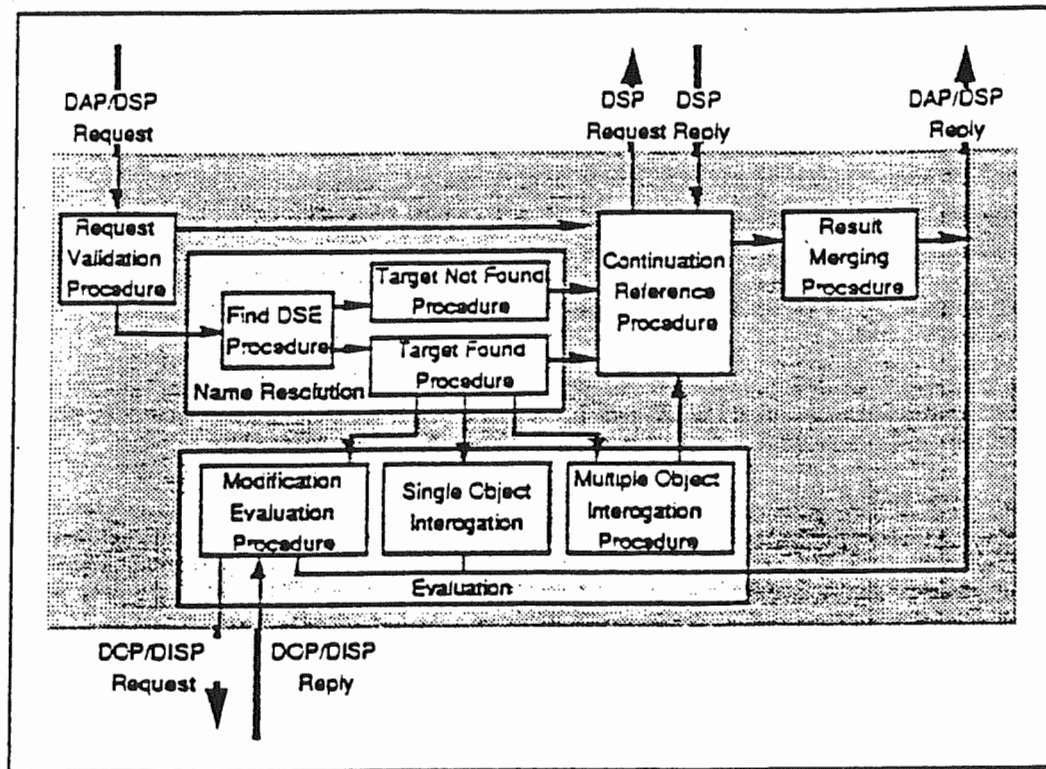 DAP/DSP
Request
DSP
Request
DSP
Reply
DAP/DSP
Reply
Request
Validation
Procedure
Find DSE
Procedure
Target Not Found
Procedure
Target Found
Procedure
Name Resolution
Continuation
Reference
Procedure
Result
Merging
Procedure
Modification
Evaluation
Procedure
Single Object
Interogation
Multiple Object
Interogation
Procedure
Evaluation
DOP/DISP
Request
DOP/DISP
Reply